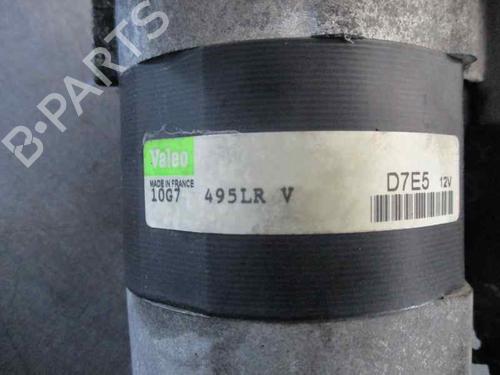 B-PARTS
Valeo
MADE IN FRANCE
10G7 495LR V
D7E5 12V